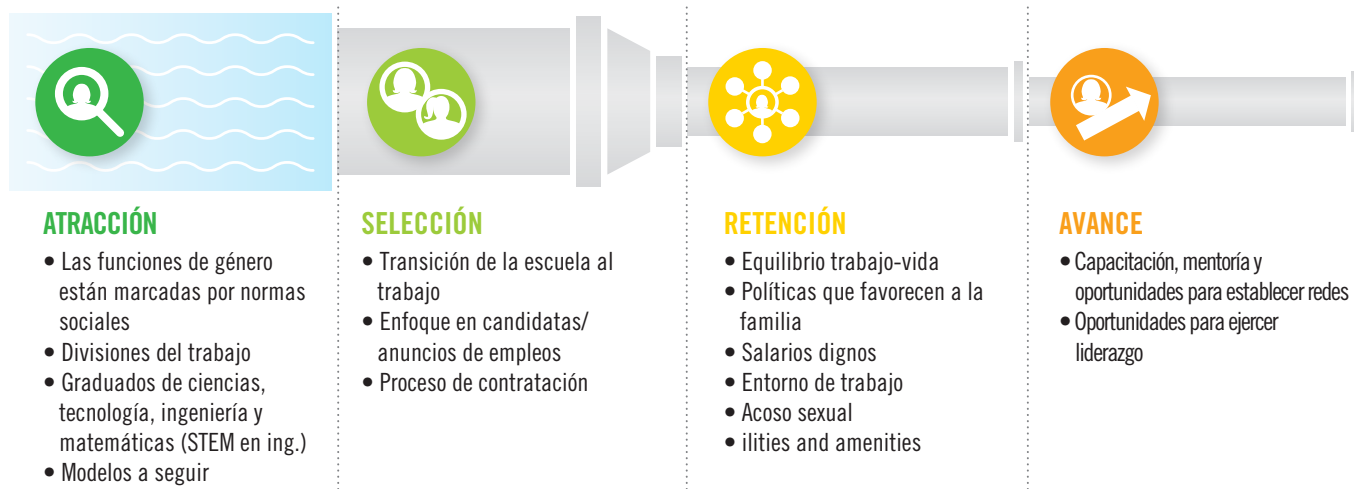 ATRACCIÓN
• Las funciones de género
están marcadas por normas
sociales
• Divisiones del trabajo
• Graduados de ciencias,
tecnología, ingeniería y
matemáticas (STEM en ing.)
• Modelos a seguir
SELECCIÓN
• Transición de la escuela al
trabajo
• Enfoque en candidatas/
anuncios de empleos
• Proceso de contratación
RETENCIÓN
• Equilibrio trabajo-vida
• Políticas que favorecen a la
familia
• Salarios dignos
• Entorno de trabajo
• Acoso sexual
• ilities and amenities
AVANCE
• Capacitación, mentoría y
oportunidades para establecer redes
• Oportunidades para ejercer
liderazgo